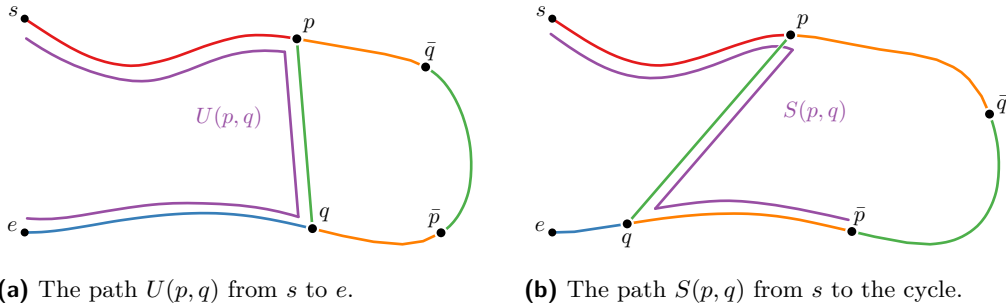 s
p
q̄
U(p, q)
q
p̄
e
(a) The path U(p, q) from s to e.
s
p
q̄
S(p, q)
p̄
e
q
(b) The path S(p, q) from s to the cycle.